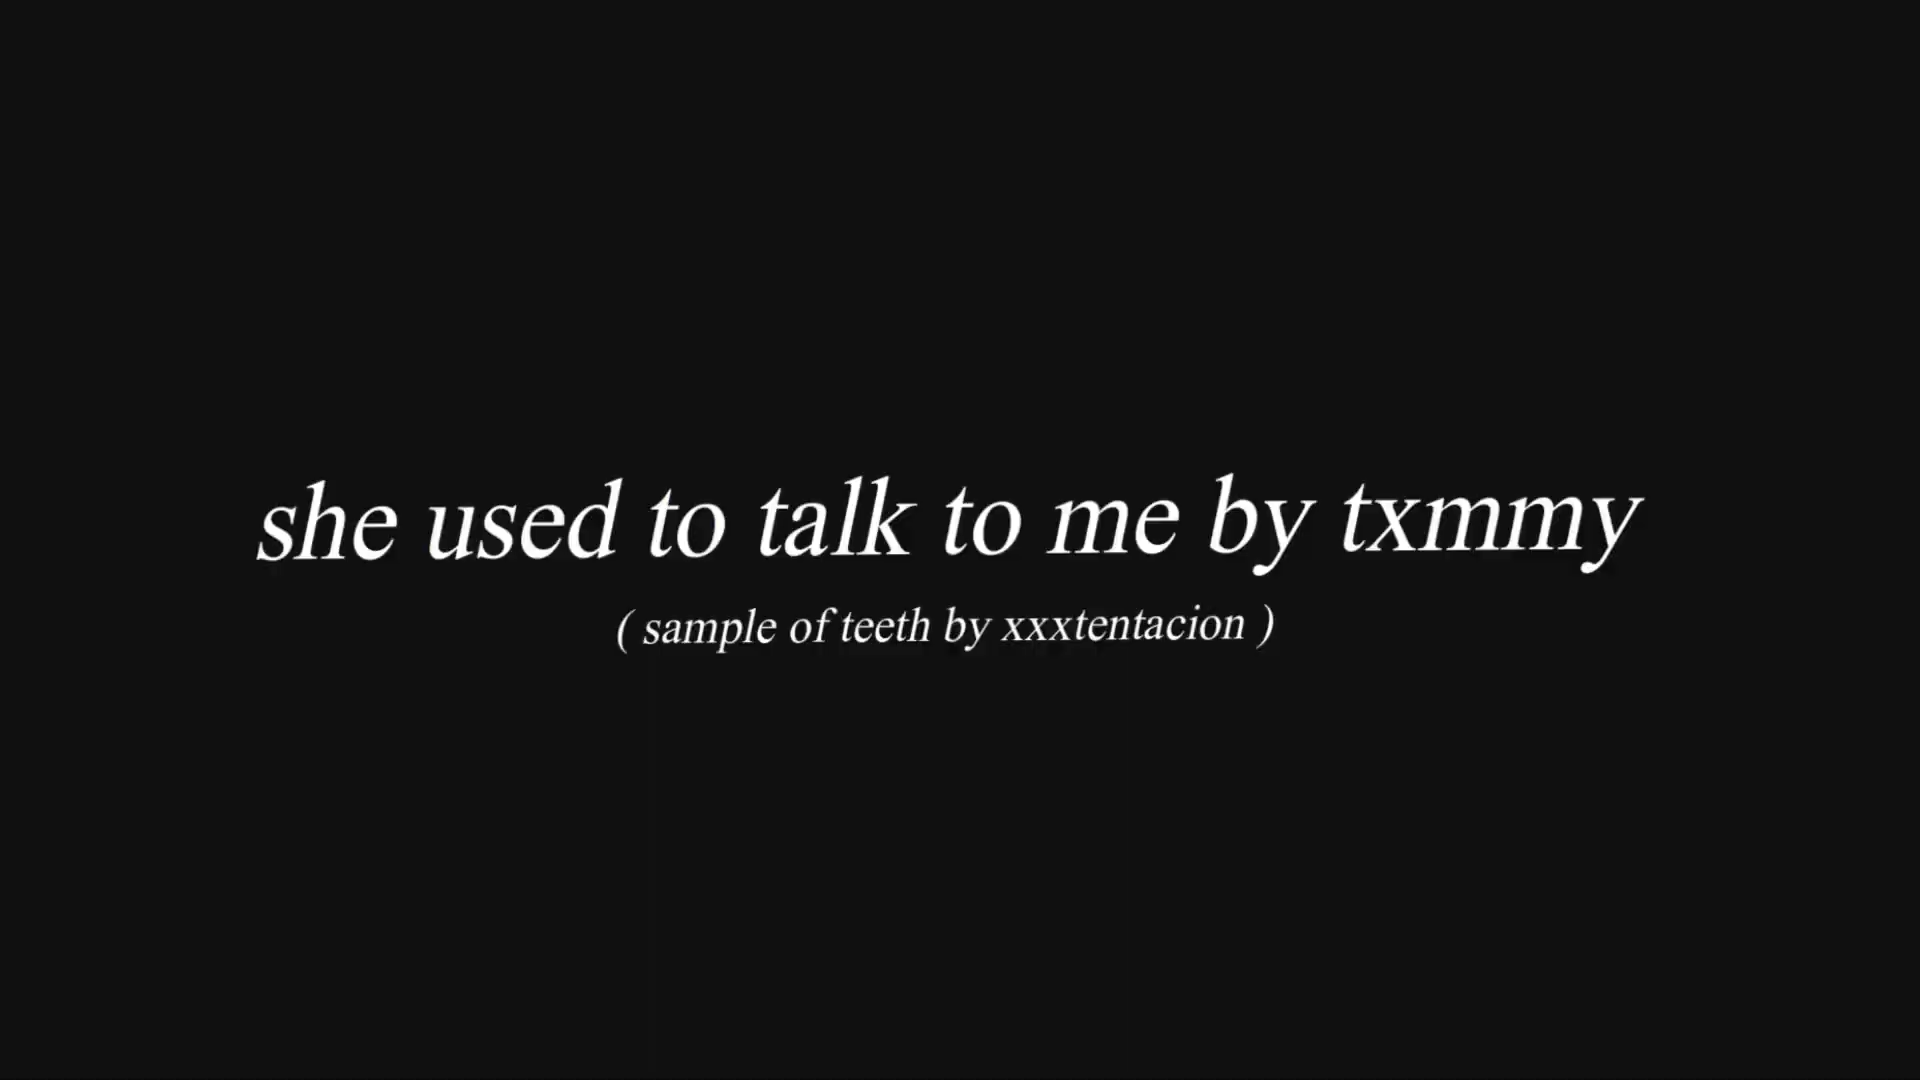 she used to talk to me by txmmy
( sample of teeth by xxxtentacion )